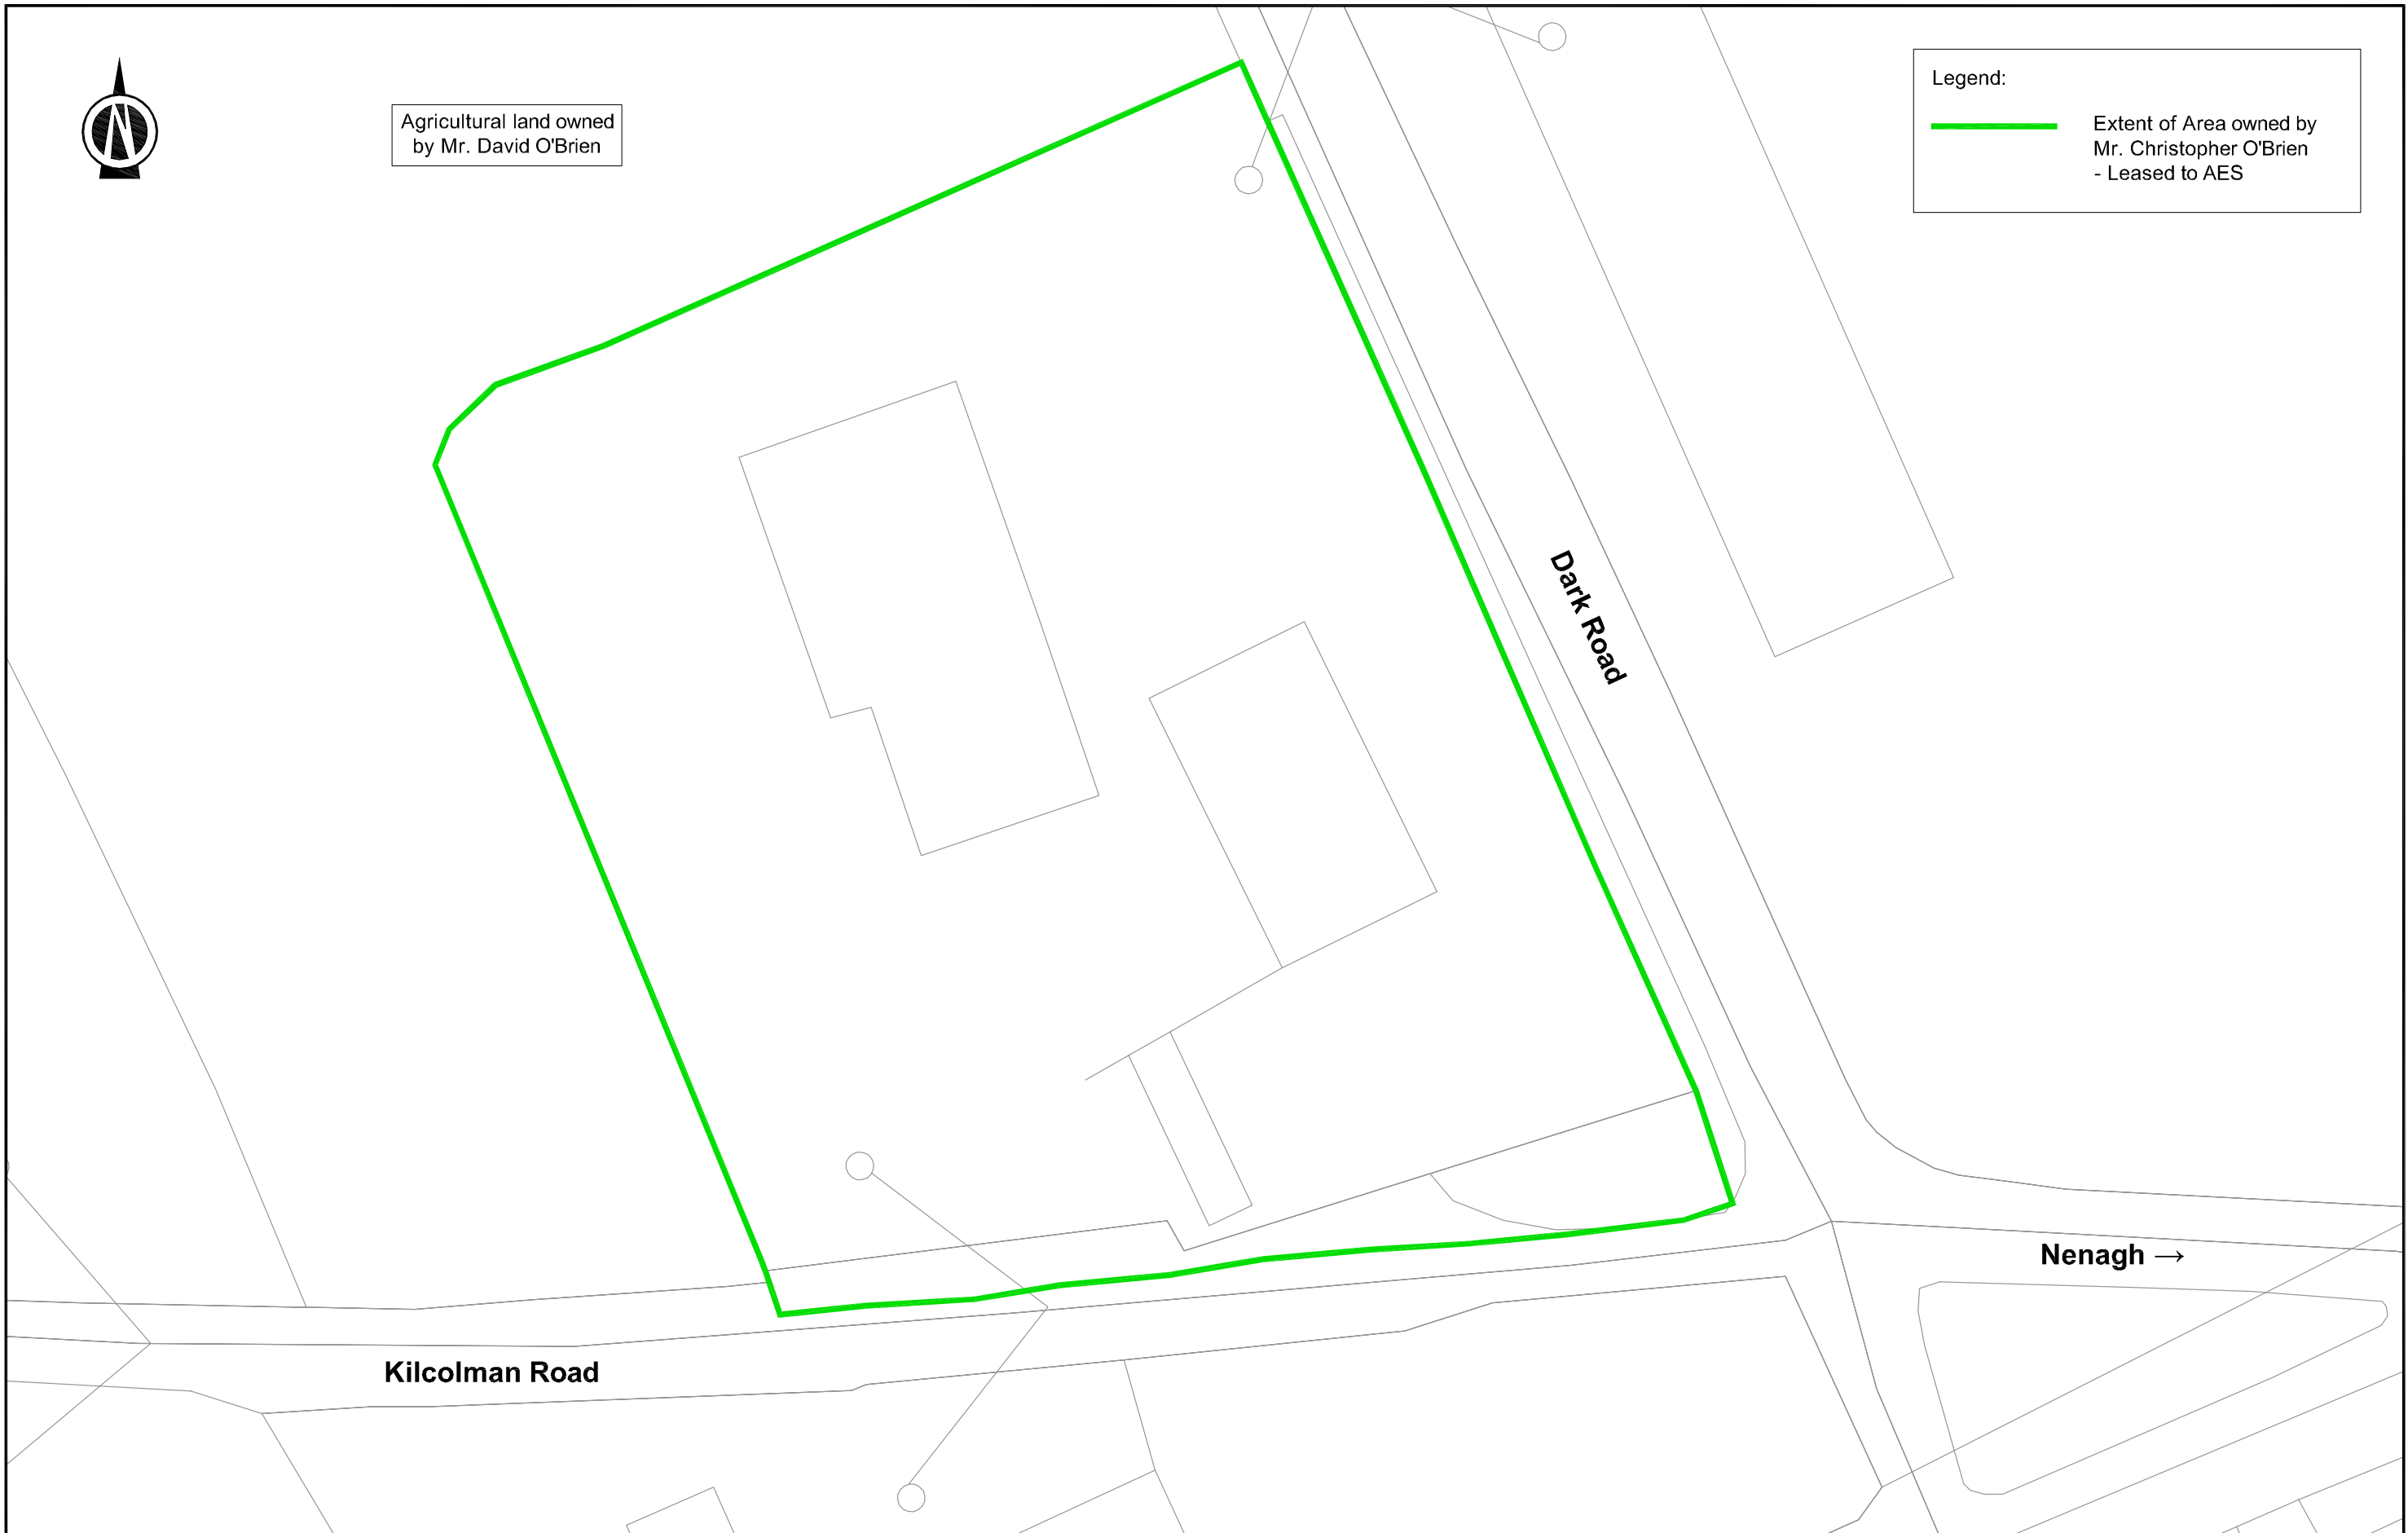 Agricultural land owned
by Mr. David O'Brien
Legend:
Extent of Area owned by
Mr. Christopher O'Brien
- Leased to AES
N
Dark Road
Nenagh →
Kilcolman Road